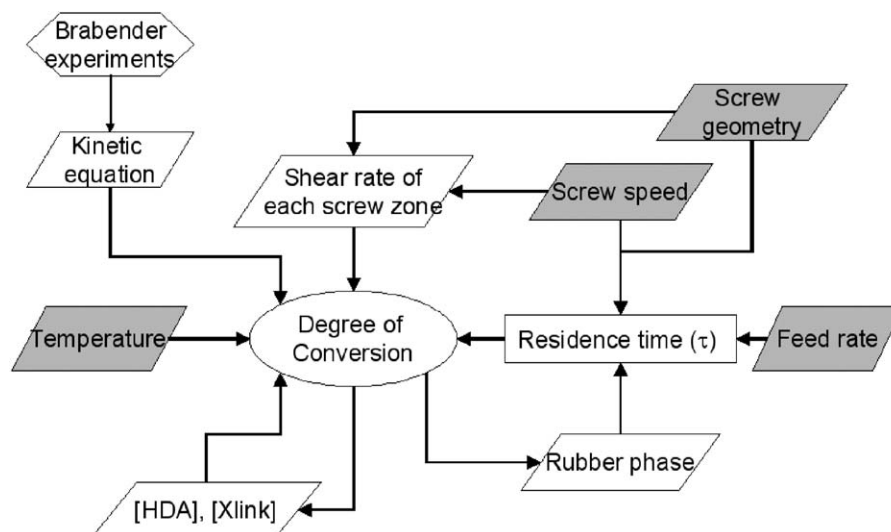 Brabender
experiments
Screw
geometry
Kinetic
equation
Shear rate of
each screw zone
Screw speed
Temperature
Degree of
Conversion
Residence time (τ)
Feed rate
Rubber phase
[HDA], [Xlink]